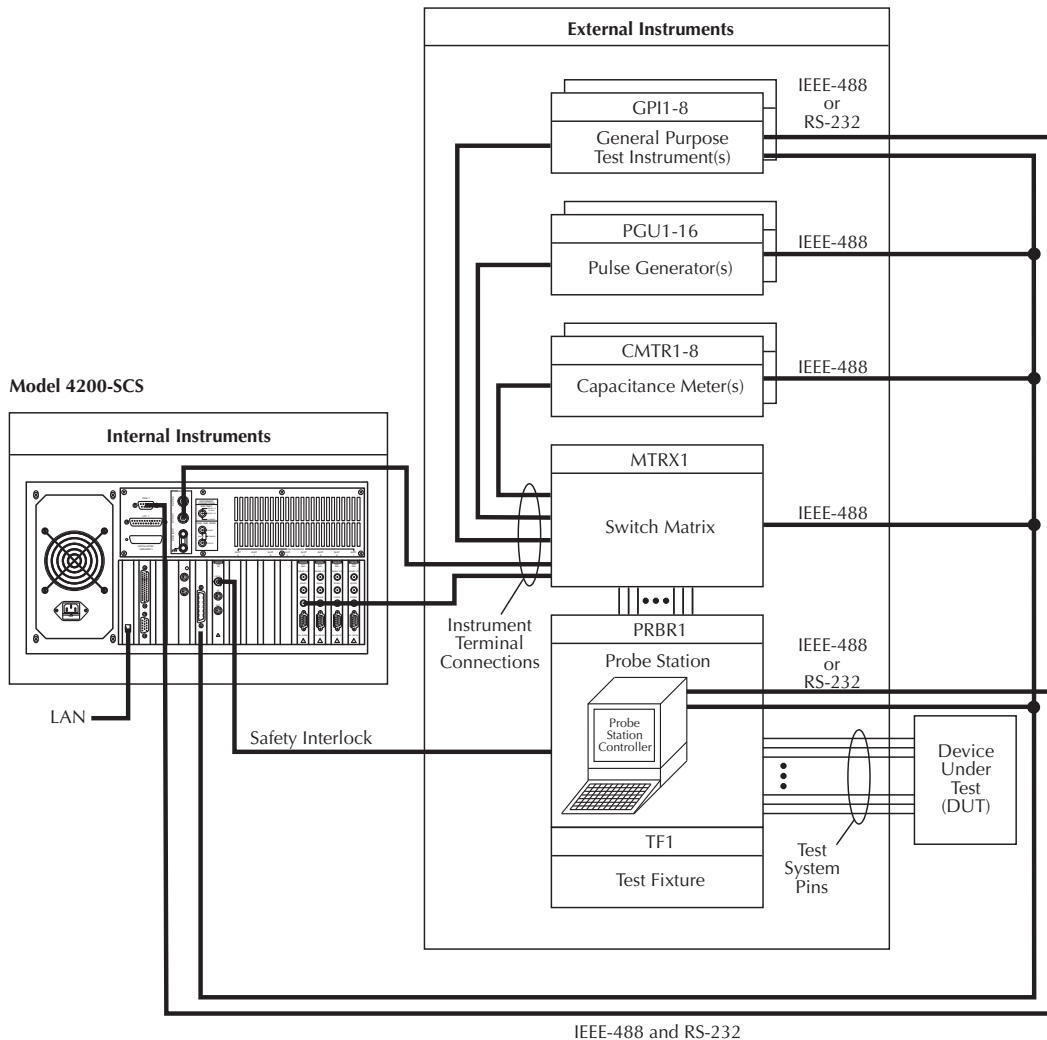 External Instruments
IEEE-488
or
RS-232
GPI1-8
General Purpose
Test Instrument(s)
PGU1-16
IEEE-488
Pulse Generator(s)
CMTR1-8
IEEE-488
Capacitance Meter(s)
Model 4200-SCS
Internal Instruments
MTRX1
Switch Matrix
IEEE-488
Instrument
Terminal
Connections
PRBR1
Probe Station
IEEE-488
or
RS-232
LAN
Safety Interlock
Probe
Station
Controller
Device
Under
Test
(DUT)
TF1
Test Fixture
Test
System
Pins
IEEE-488 and RS-232